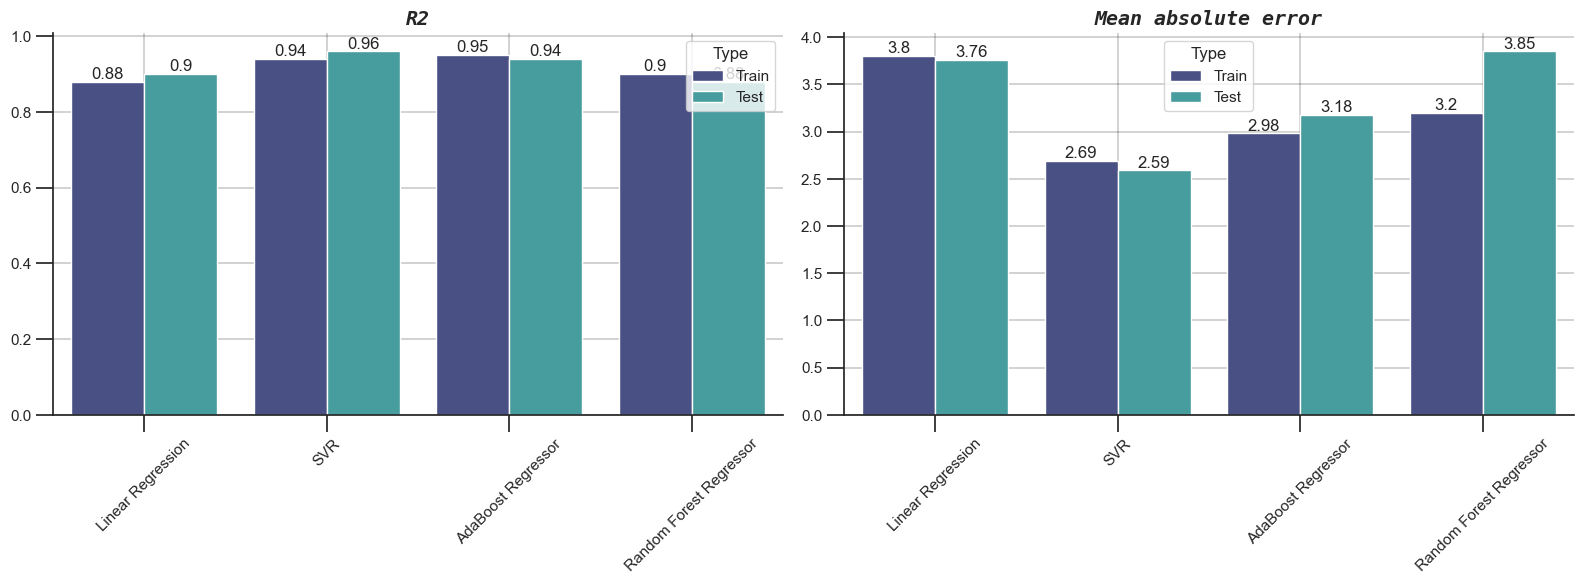 R2
1.0
0.8
0.6
0.4
0.2
0.0
0.88
0.9
0.94
0.96
0.95
0.94
0.9
0.88
Type
Train
Test
Linear Regression
SVR
AdaBoost Regressor
Random Forest Regressor
Mean absolute error
4.0
3.5
3.0
2.5
2.0
1.5
1.0
0.5
0.0
3.8
3.76
2.69
2.59
2.98
3.18
3.2
3.85
Type
Train
Test
Linear Regression
SVR
AdaBoost Regressor
Random Forest Regressor